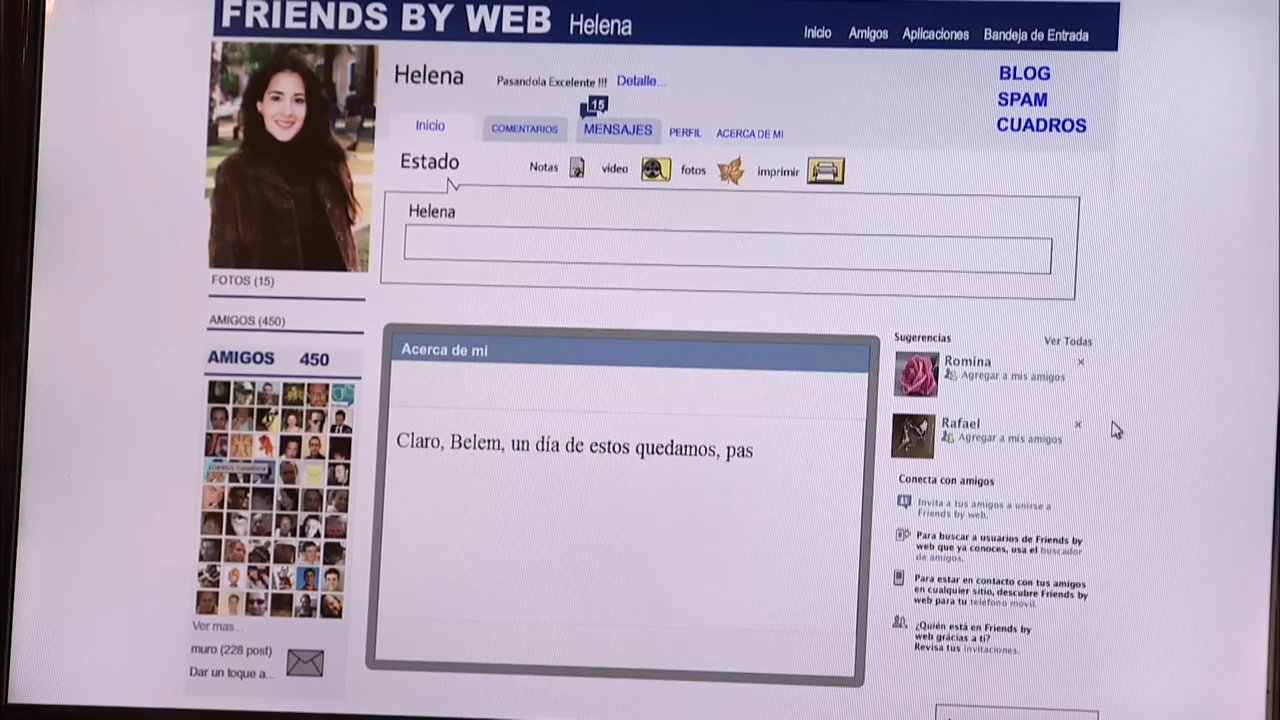 FRIENDS BY WEB Helena
Inicio Amigos Aplicaciones Bandeja de Entrada
Helena Pasandola Excelente !!! Detalle...
BLOG
SPAM
CUADROS
15
Inicio COMENTARIOS MENSAJES PERFIL ACERCA DE MI
Estado Notas video fotos imprimir
Helena
FOTOS (15)
AMIGOS (450)
AMIGOS 450
Ver mas...
muro (228 post)
Dar un toque a...
Acerca de mi
Claro, Belem, un día de estos quedamos, pas
Sugerencias Ver Todas
Romina
Agregar a mis amigos
Rafael
Agregar a mis amigos
Conecta con amigos
Invita a tus amigos a unirse a
Friends by web.
Para buscar a usuarios de Friends by
web que ya conoces, usa el buscador
de amigos.
Para estar en contacto con tus amigos
en cualquier sitio, descubre Friends by
web para tu teléfono móvil.
¿Quién está en Friends by
web gracias a ti?
Revisa tus invitaciones.